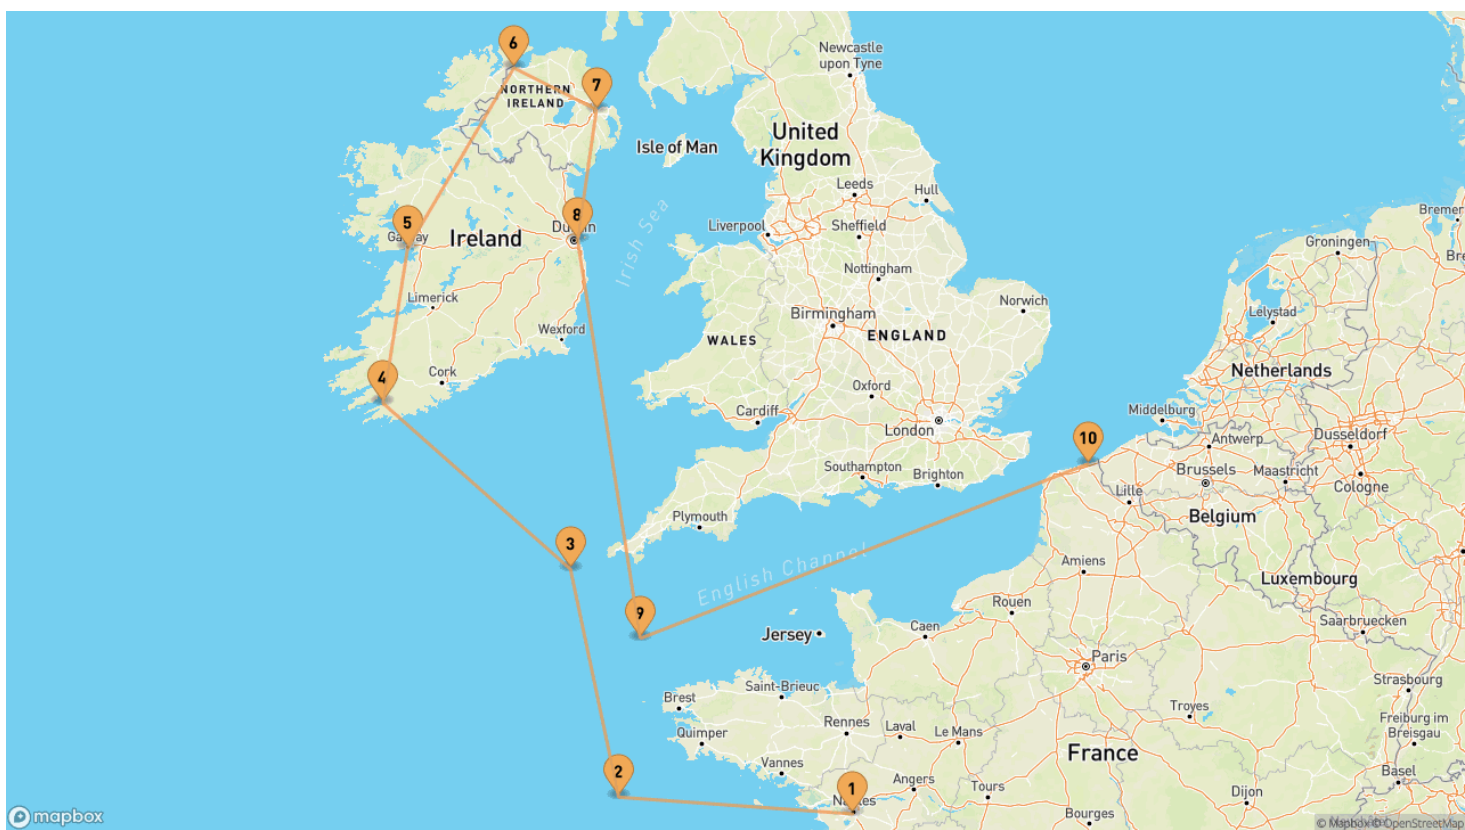 6
Newcastle
upon Tyne
7
NORTHERN
IRELAND
United
Kingdom
Isle of Man
Leeds
Hull
5
8
Irish Sea
Liverpool
Sheffield
Ireland
Groningen
Nottingham
Limerick
Norwich
Lelystad
Birmingham
Wexford
WALES
ENGLAND
4
Cork
Netherlands
Oxford
Cardiff
Middelburg
London
10
Antwerp
Dusseldorf
Southampton
Brighton
Brussels
Maastricht
Lille
Cologne
Plymouth
Belgium
3
English Channel
Amiens
Luxembourg
9
Rouen
Jersey
Caen
Saarbruecken
Paris
Brest
Saint-Brieuc
Strasbourg
Rennes
Laval
Le Mans
Troyes
Quimper
Freiburg im
Breisgau
France
2
Vannes
Angers
Tours
Basel
1
Dijon
Bourges
mapbox
© Mapbox © OpenStreetMap